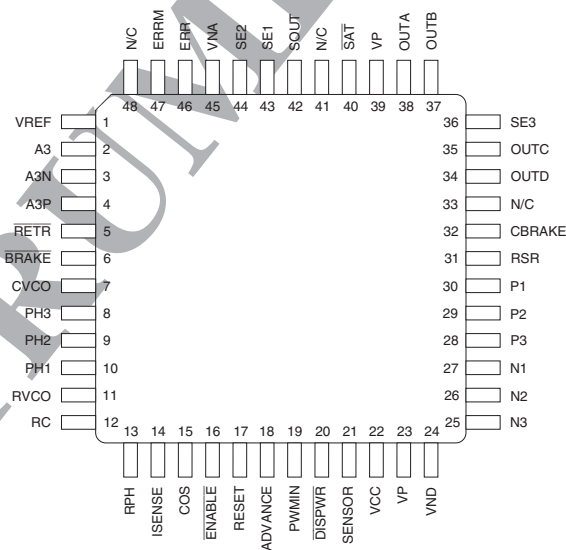 N/C
ERRM
ERR
VNA
SE2
SE1
SOUT
N/C
SAT
VP
OUTA
OUTB
48 47 46 45 44 43 42 41 40 39 38 37
VREF 1 36 SE3
A3 2 35 OUTC
A3N 3 34 OUTD
A3P 4 33 N/C
RETR 5 32 CBRAKE
BRAKE 6 31 RSR
CVCO 7 30 P1
PH3 8 29 P2
PH2 9 28 P3
PH1 10 27 N1
RVCO 11 26 N2
RC 12 25 N3
13 14 15 16 17 18 19 20 21 22 23 24
RPH
ISENSE
COS
ENABLE
RESET
ADVANCE
PWMIN
DISPWR
SENSOR
VCC
VP
VND